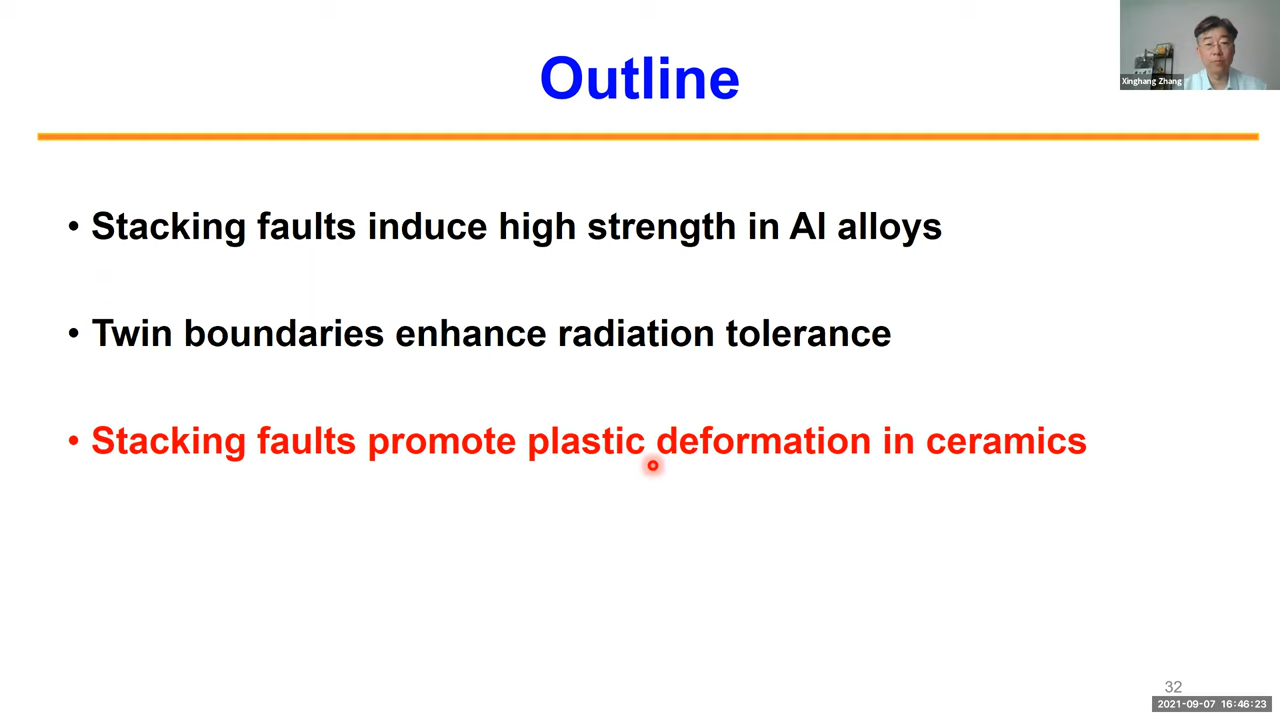 Outline
Xinghang Zhang
• Stacking faults induce high strength in Al alloys
• Twin boundaries enhance radiation tolerance
• Stacking faults promote plastic deformation in ceramics
32
2021-09-07 16:46:23